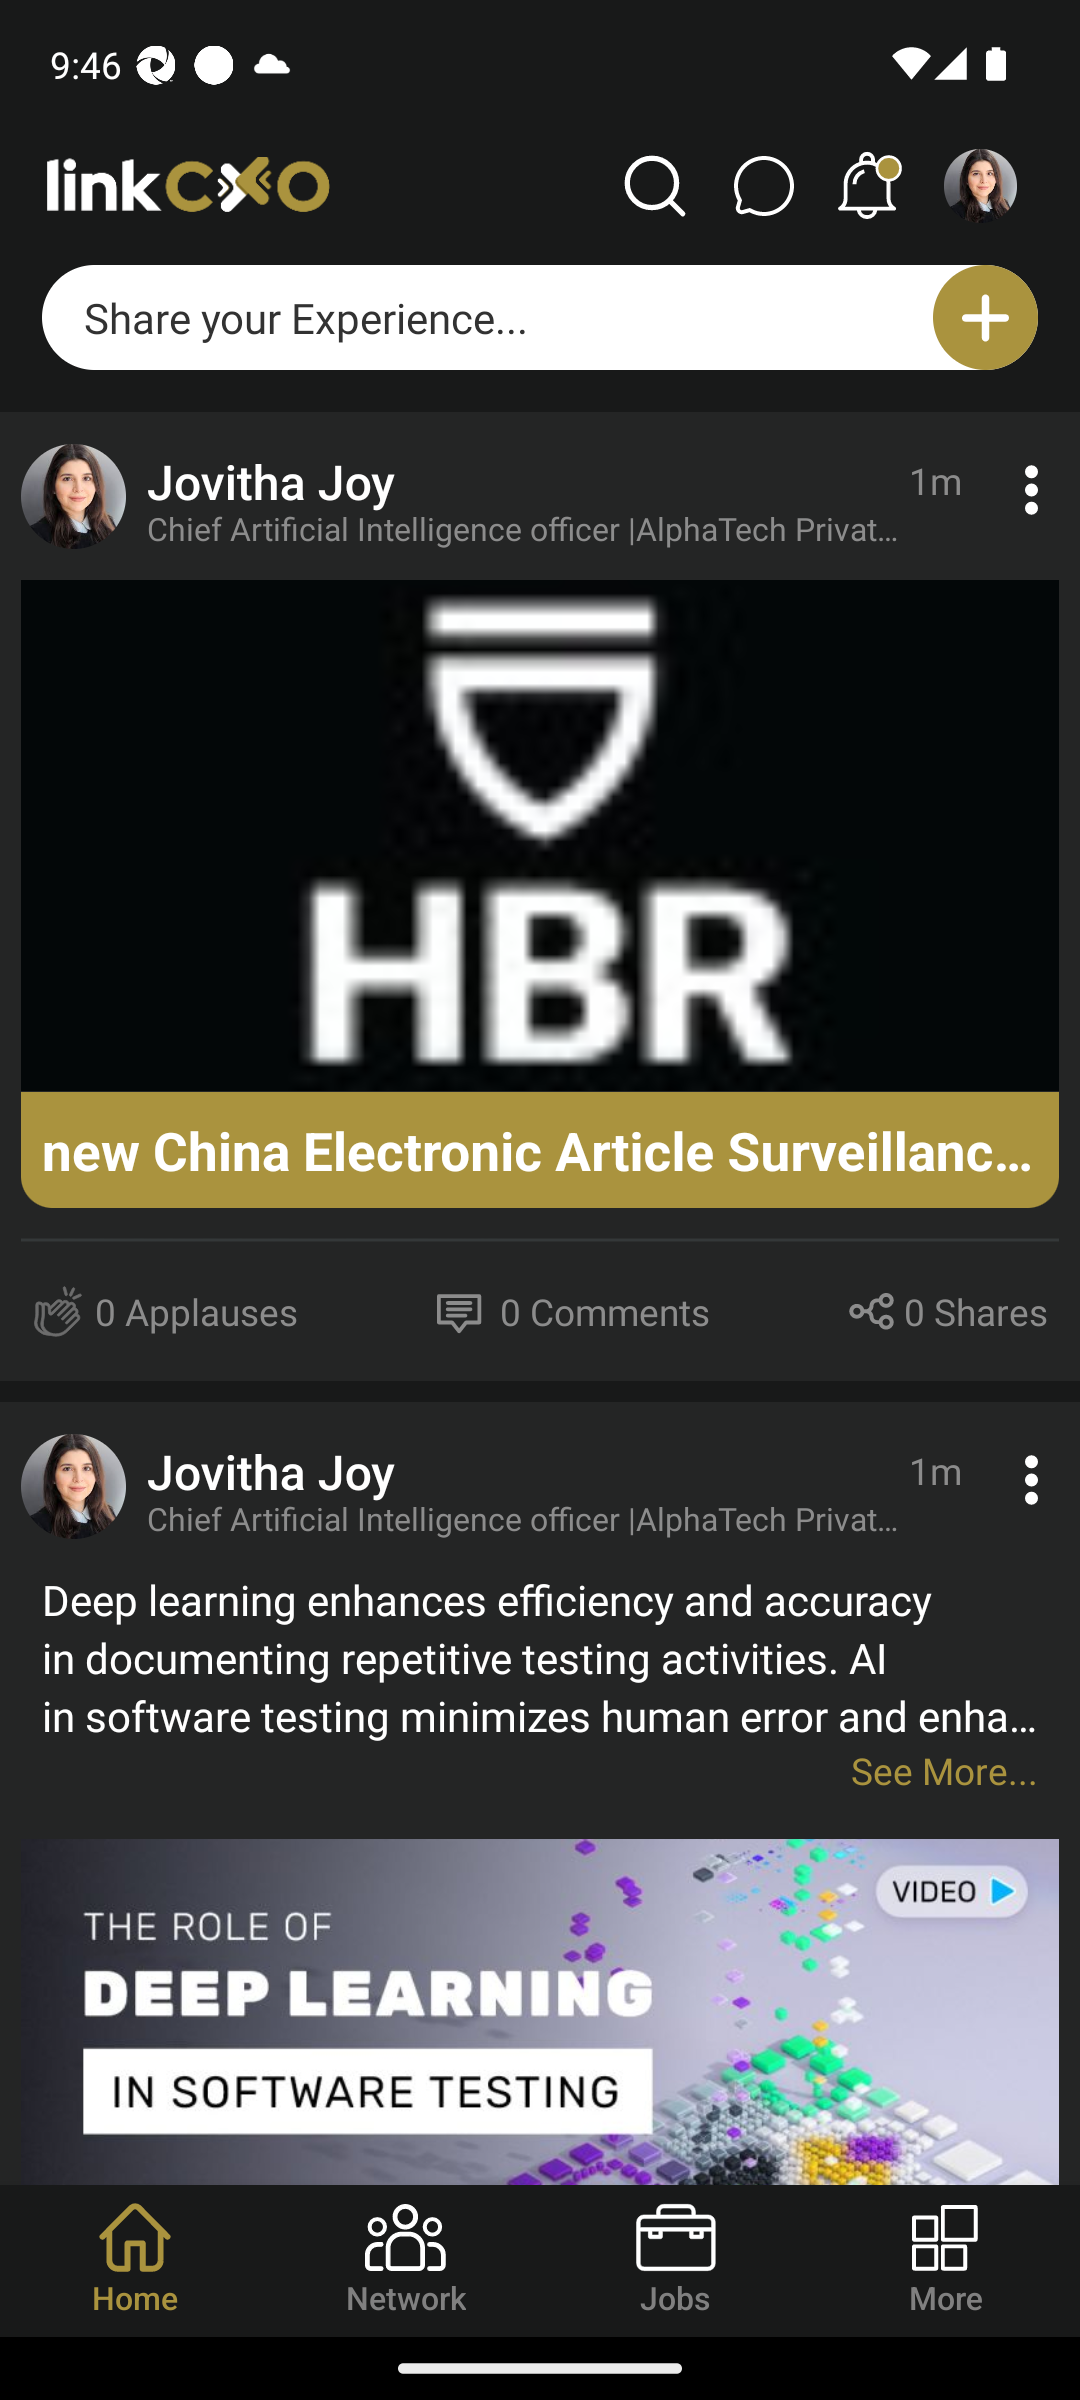 9:46
linkCXO
Share your Experience...
Jovitha Joy
1m
Chief Artificial Intelligence officer |AlphaTech Privat...
HBR
new China Electronic Article Surveillanc...
0 Applauses
0 Comments
0 Shares
Jovitha Joy
1m
Chief Artificial Intelligence officer |AlphaTech Privat...
Deep learning enhances efficiency and accuracy
in documenting repetitive testing activities. AI
in software testing minimizes human error and enha...
See More...
VIDEO
THE ROLE OF
DEEP LEARNING
IN SOFTWARE TESTING
Home
Network
Jobs
More